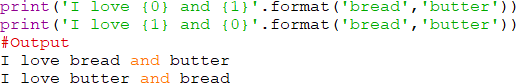 print('I love {0} and {1}'.format('bread','butter'))
print('I love {1} and {0}'.format('bread','butter'))
#Output
I love bread and butter
I love butter and bread